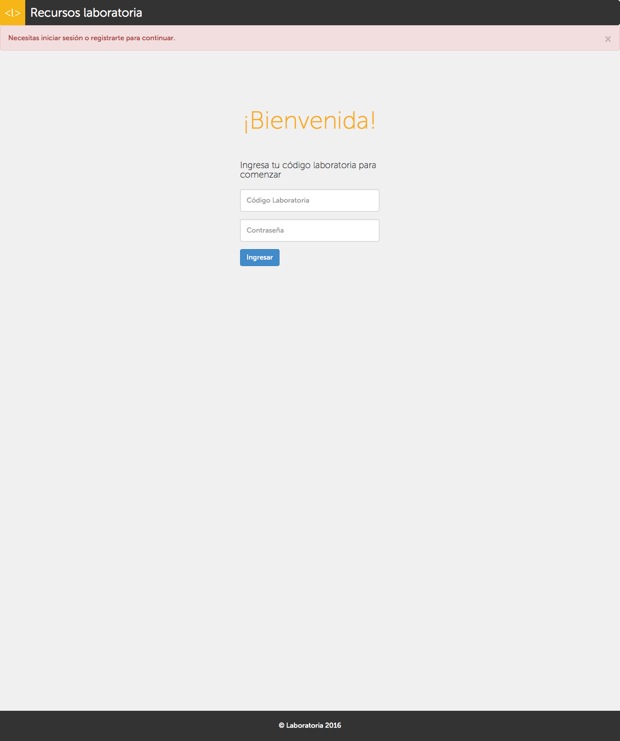 <L>
Recursos laboratoria
Necesitas iniciar sesión o registrarte para continuar.
×
¡Bienvenida!
Ingresa tu código laboratoria para
comenzar
Código Laboratoria
Contraseña
Ingresar
© Laboratoria 2016